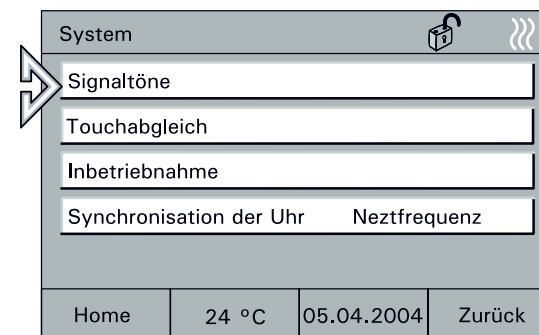 System
Signaltöne
Touchabgleich
Inbetriebnahme
Synchronisation der Uhr Neztfrequenz
Home 24 °C 05.04.2004 Zurück